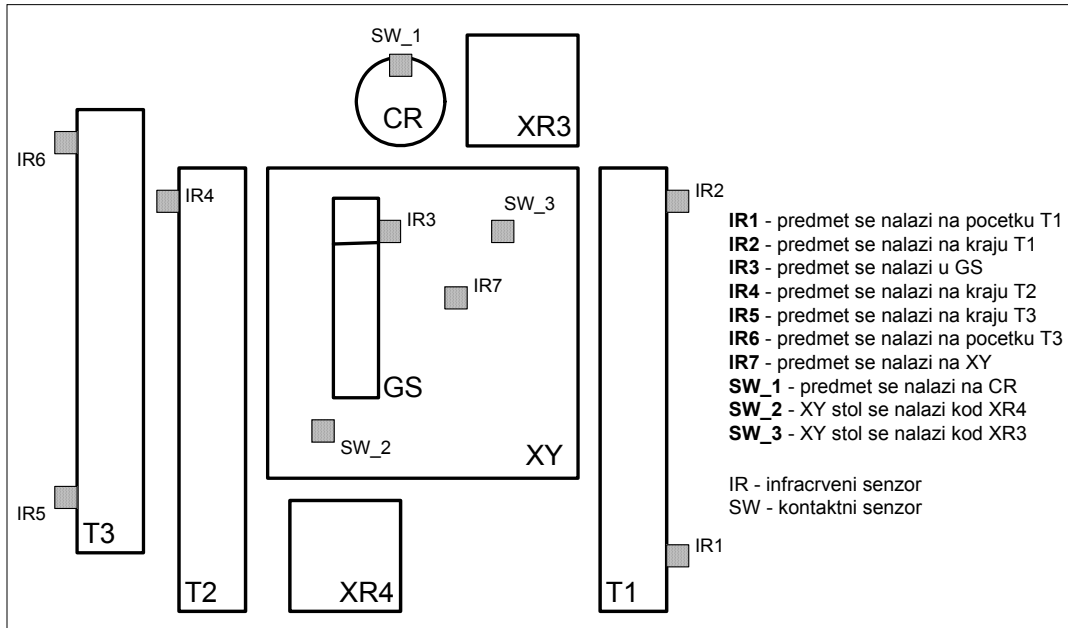 SW_1
CR
XR3
IR6
IR4
IR3
SW_3
IR2
IR7
GS
SW_2
XY
IR5
T3
T2
XR4
T1
IR1
IR1 - predmet se nalazi na pocetku T1
IR2 - predmet se nalazi na kraju T1
IR3 - predmet se nalazi u GS
IR4 - predmet se nalazi na kraju T2
IR5 - predmet se nalazi na kraju T3
IR6 - predmet se nalazi na pocetku T3
IR7 - predmet se nalazi na XY
SW_1 - predmet se nalazi na CR
SW_2 - XY stol se nalazi kod XR4
SW_3 - XY stol se nalazi kod XR3
IR - infracrveni senzor
SW - kontaktni senzor